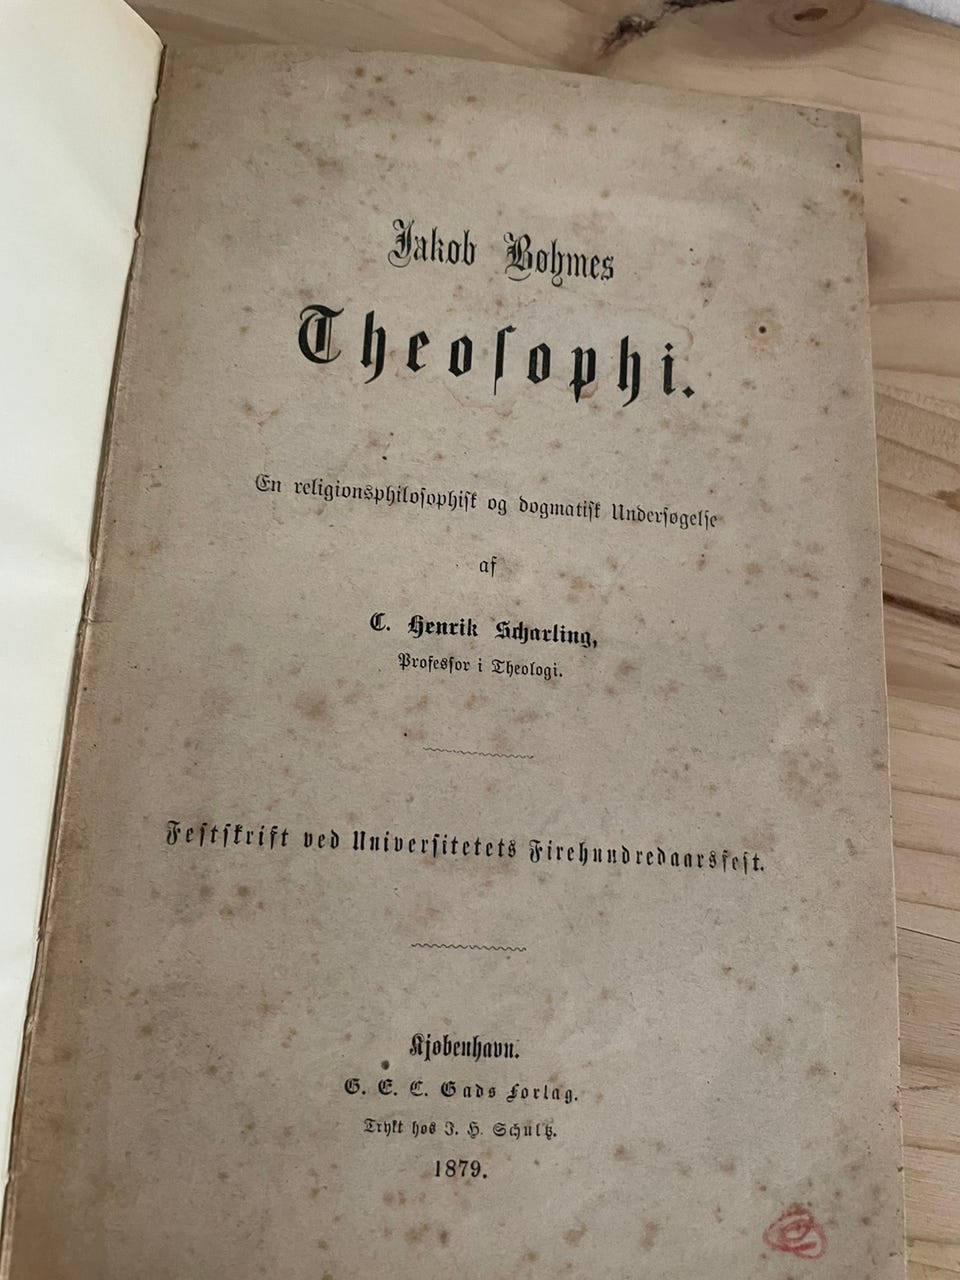 Jakob Bøhmes
Theosophi.
En religionsphilosophisk og dogmatisk Undersøgelse
af
C. Henrik Scharling,
Professor i Theologi.
Festskrift ved Universitetets Firehundredaarsfest.
Kjøbenhavn.
G. E. C. Gads Forlag.
Trykt hos J. H. Schultz.
1879.